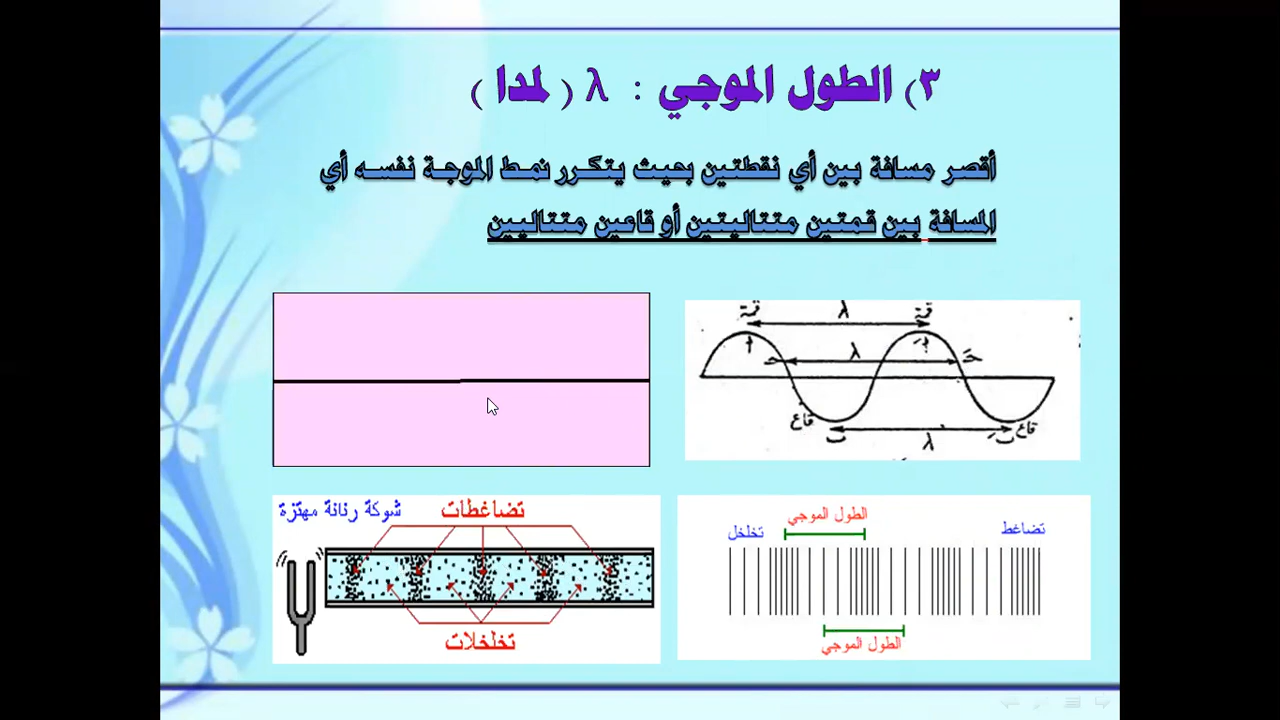 ٣) الطول الموجي : λ ( لمدا )
أقصر مسافة بين أي نقطتين بحيث يتكرر نمط الموجة نفسه أي
المسافة بين قمتين متتاليتين أو قاعين متتاليين
قمة λ قمة
λ
قاع
قاع
λ
الطول الموجي
تضاغط
تخلخل
الطول الموجي
شوكة رنانة مهتزة
تضاغطات
تخلخلات